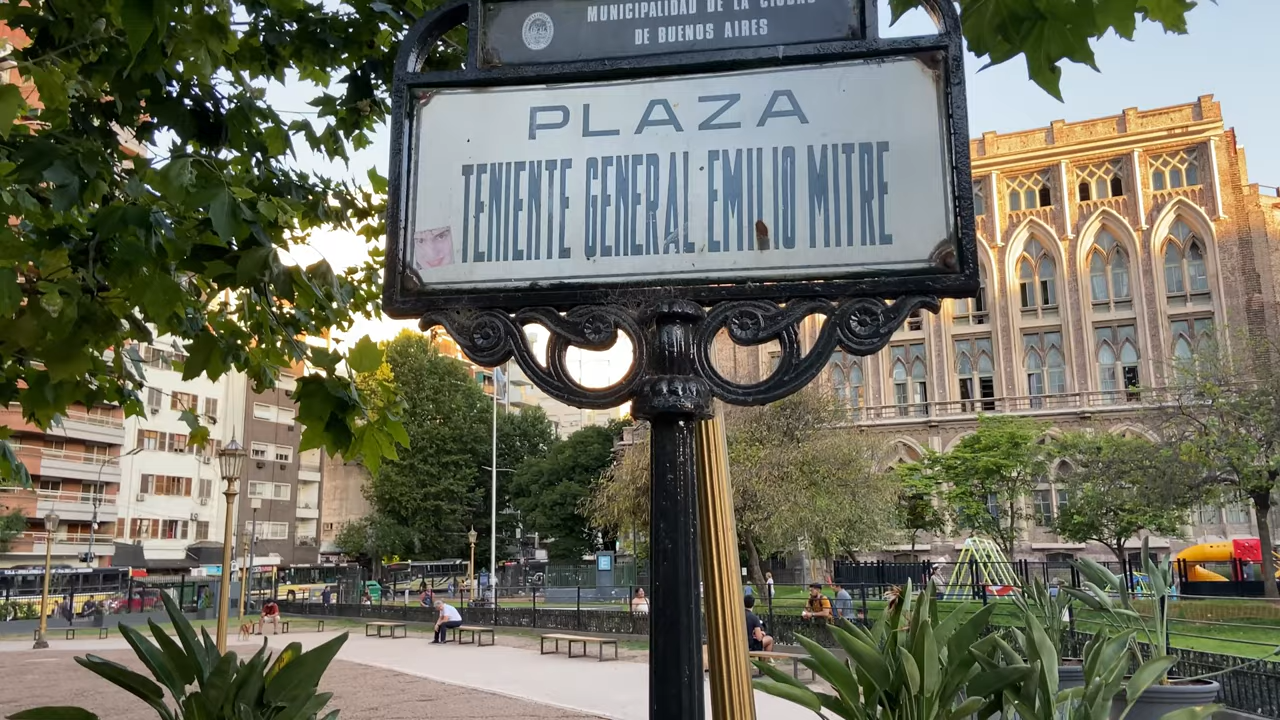 MUNICIPALIDAD DE LA CIUDAD
DE BUENOS AIRES
PLAZA
TENIENTE GENERAL EMILIO MITRE
E